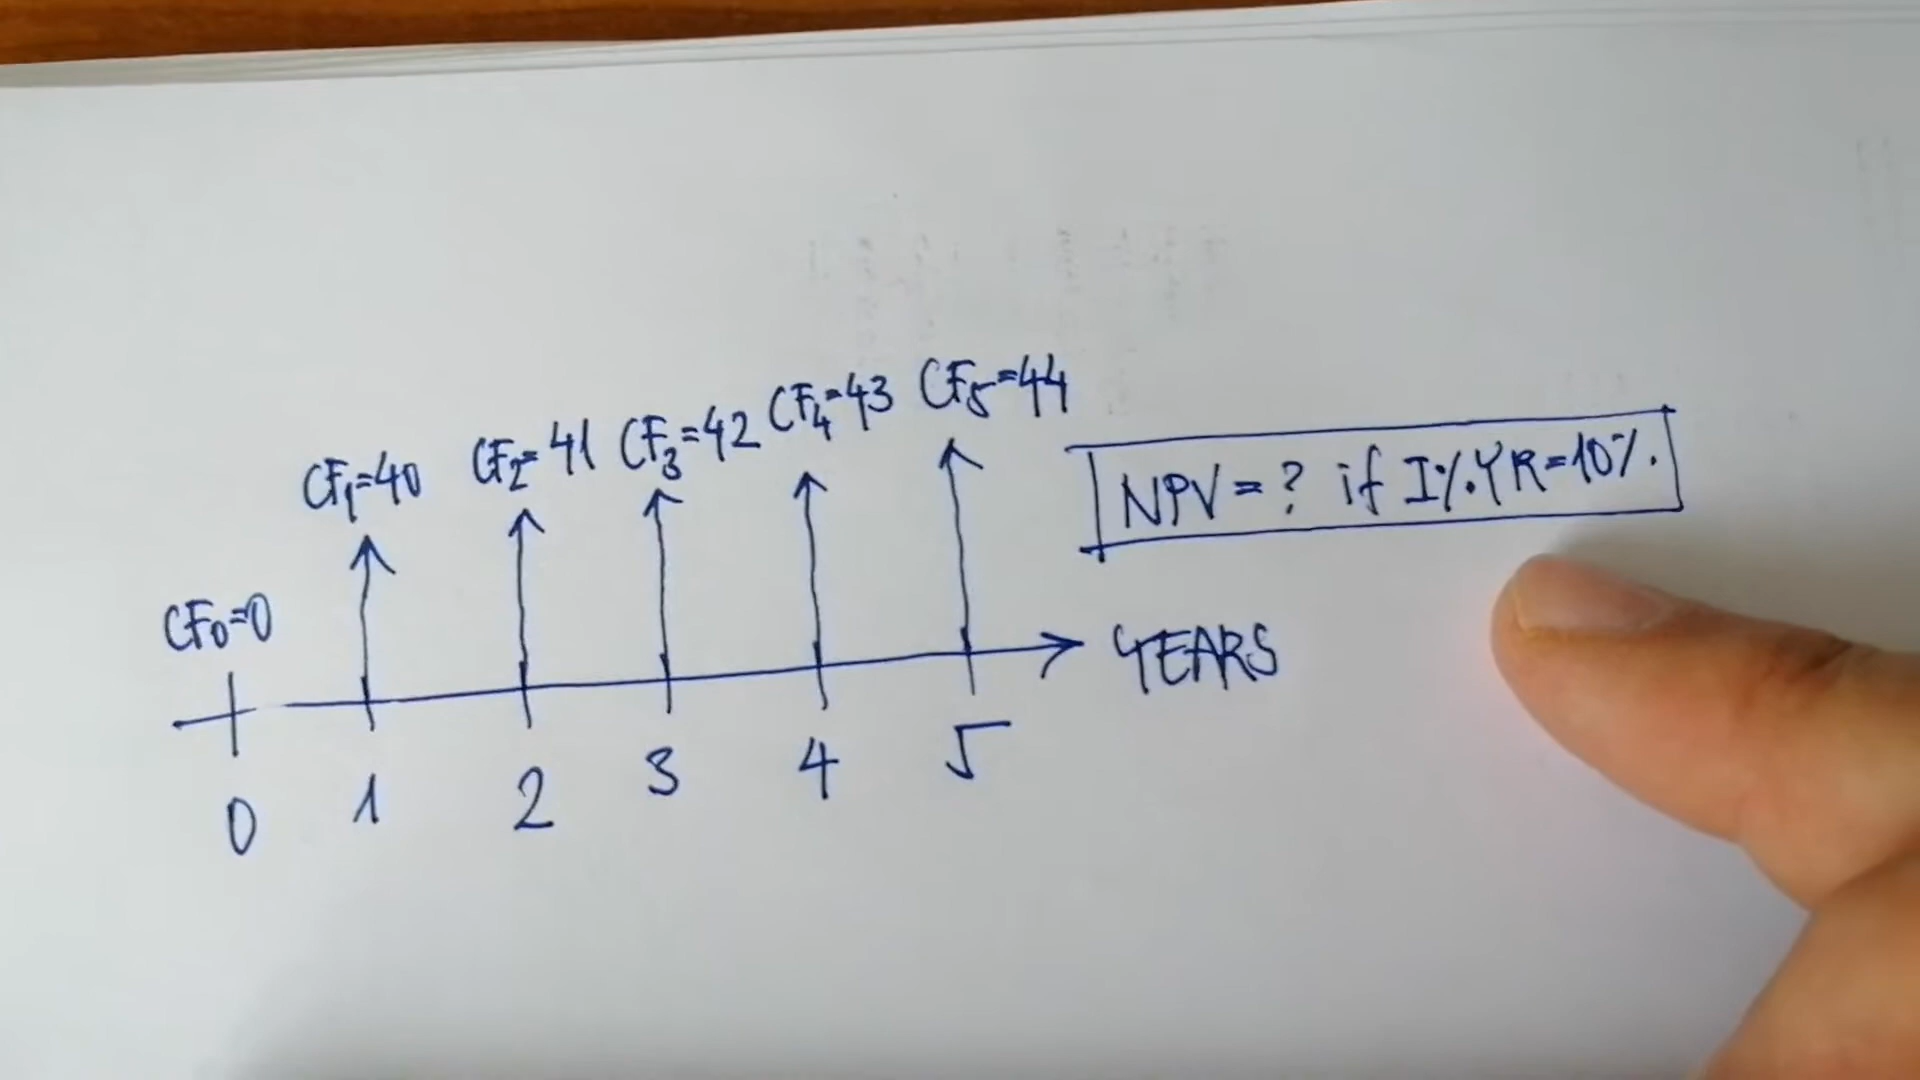 CF0=0
CF1=40
CF2=41
CF3=42
CF4=43
CF5=44
NPV=? if I%YR=10%.
YEARS
0 1 2 3 4 5